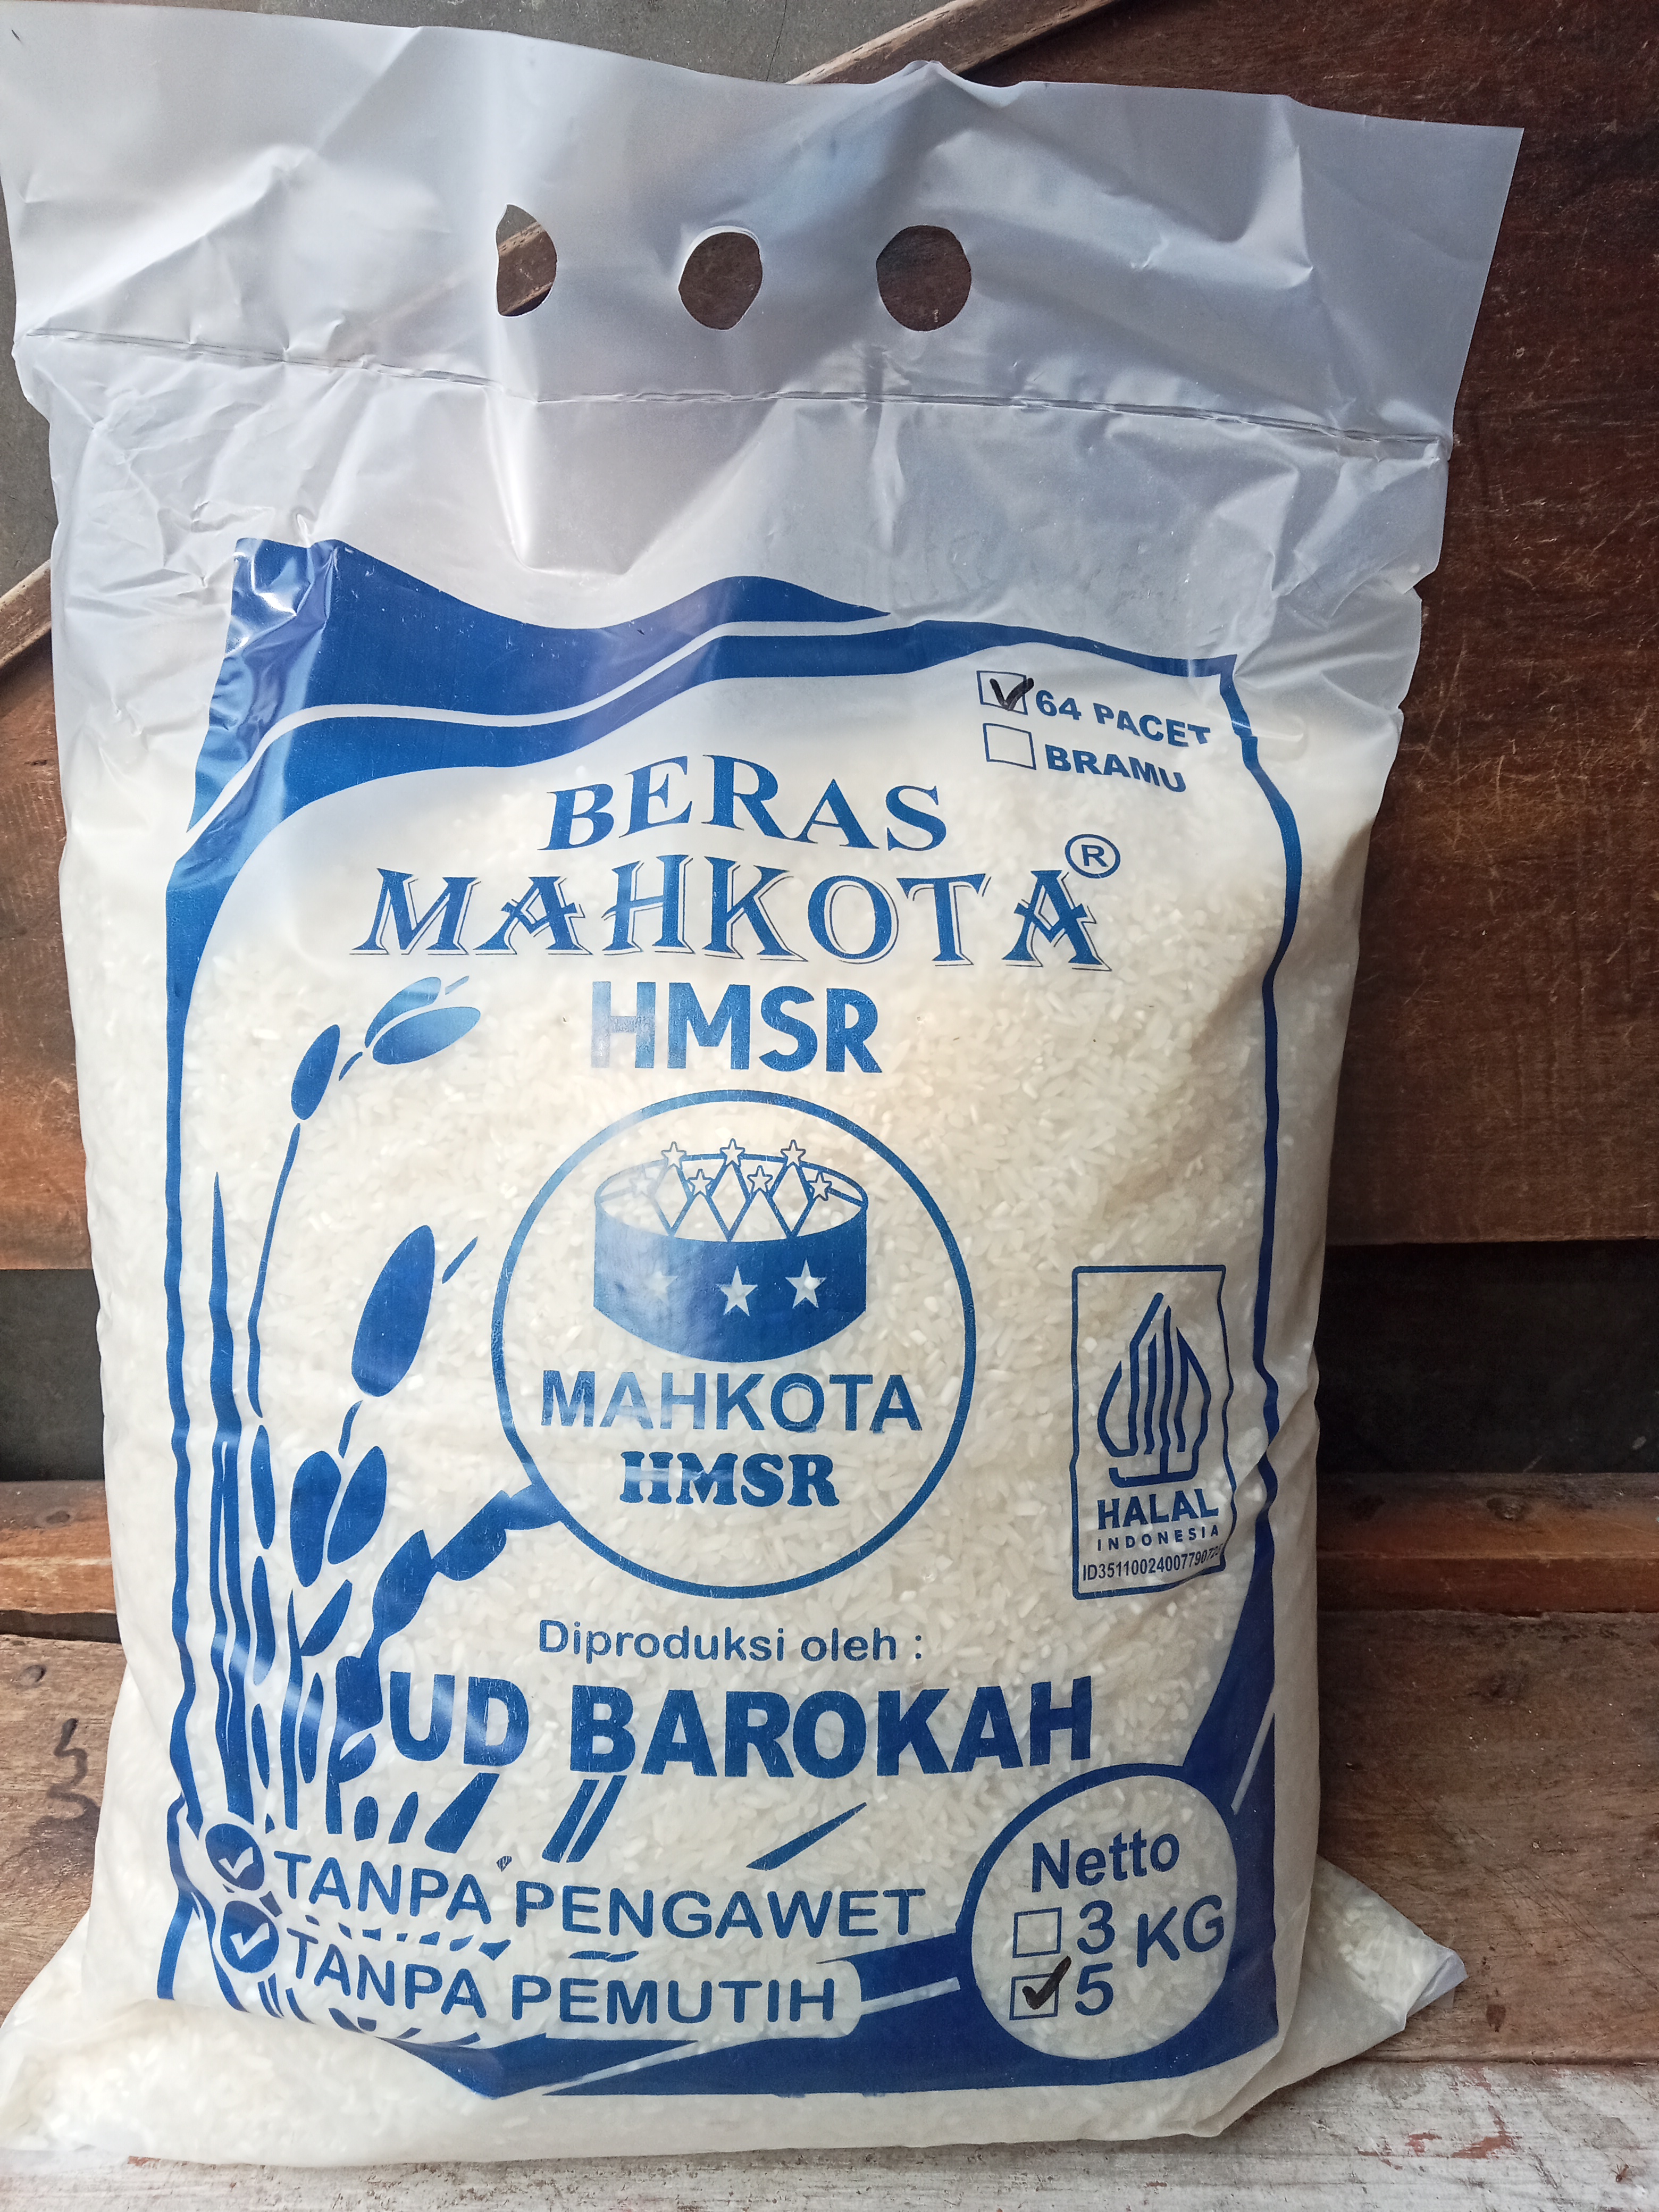 64 PACET
BRAMU
BERAS
MAHKOTA®
HMSR
MAHKOTA
HMSR
HALAL
INDONESIA
Diproduksi oleh :
UD BAROKAH
TANPA PENGAWET
TANPA PEMUTIH
Netto
3 KG
5